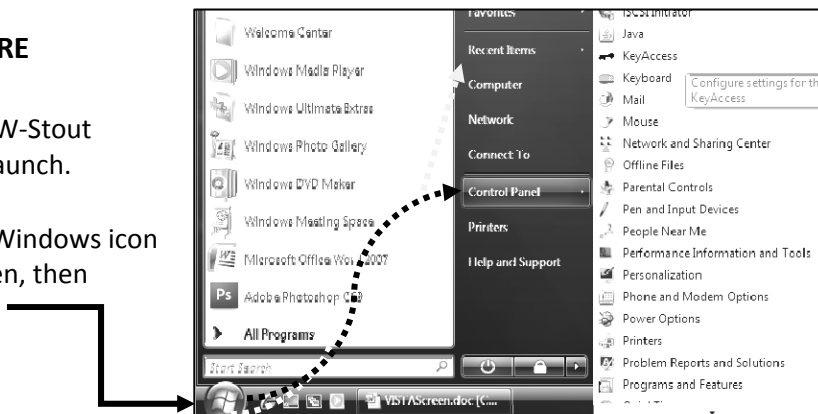 RE
W-Stout
aunch.
Windows icon
en, then
Welcome Center
Windows Media Player
Windows Ultimate Extras
Windows Photo Gallery
Windows DVD Maker
Windows Meeting Space
Microsoft Office Word 2007
Adobe Photoshop CS3
All Programs
Start Search
Favorites
Recent Items
Computer
Network
Connect To
Control Panel
Printers
Help and Support
iSCSI Initiator
Java
KeyAccess
Keyboard
Configure settings for th
KeyAccess
Mail
Mouse
Network and Sharing Center
Offline Files
Parental Controls
Pen and Input Devices
People Near Me
Performance Information and Tools
Personalization
Phone and Modem Options
Power Options
Printers
Problem Reports and Solutions
Programs and Features
VISTAScreen.doc [C...